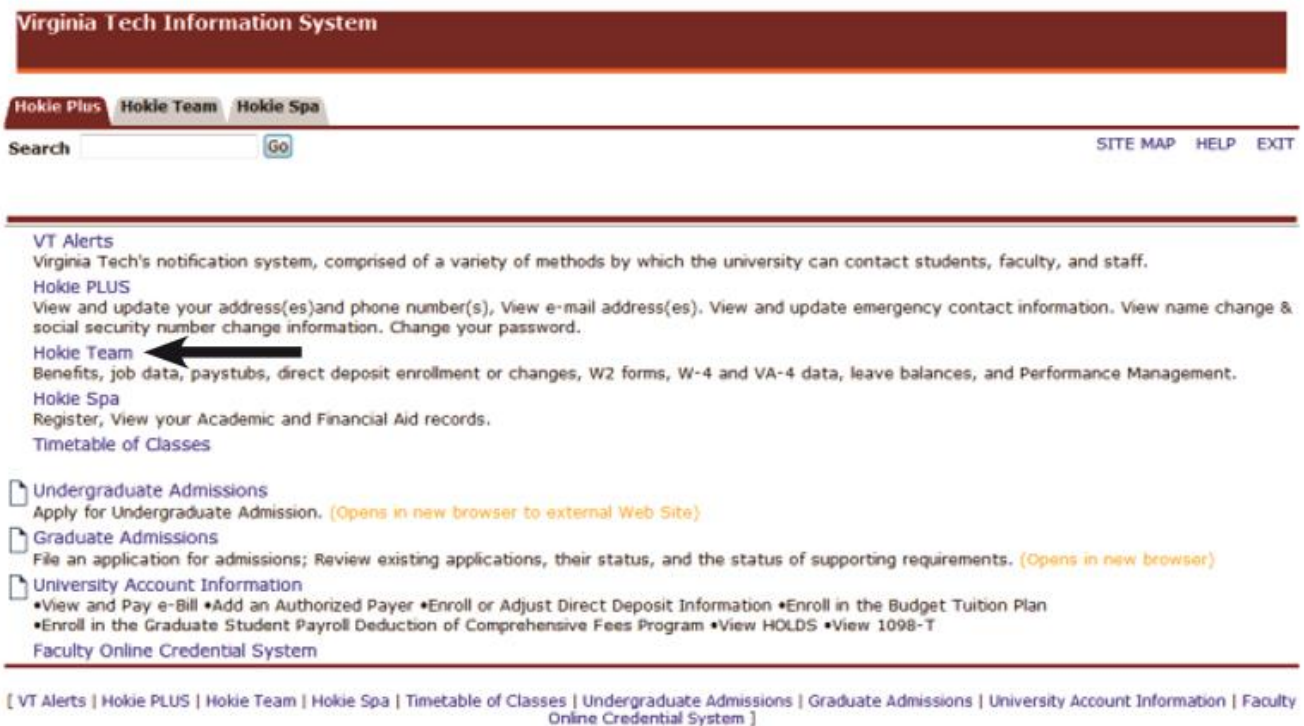 Virginia Tech Information System
Hokie Plus Hokie Team Hokie Spa
Search Go SITE MAP HELP EXIT
VT Alerts
Virginia Tech's notification system, comprised of a variety of methods by which the university can contact students, faculty, and staff.
Hokie PLUS
View and update your address(es)and phone number(s), View e-mail address(es). View and update emergency contact information. View name change &
social security number change information. Change your password.
Hokie Team
Benefits, job data, paystubs, direct deposit enrollment or changes, W2 forms, W-4 and VA-4 data, leave balances, and Performance Management.
Hokie Spa
Register, View your Academic and Financial Aid records.
Timetable of Classes
Undergraduate Admissions
Apply for Undergraduate Admission. (Opens in new browser to external Web Site)
Graduate Admissions
File an application for admissions; Review existing applications, their status, and the status of supporting requirements. (Opens in new browser)
University Account Information
•View and Pay e-Bill •Add an Authorized Payer •Enroll or Adjust Direct Deposit Information •Enroll in the Budget Tuition Plan
•Enroll in the Graduate Student Payroll Deduction of Comprehensive Fees Program •View HOLDS •View 1098-T
Faculty Online Credential System
[ VT Alerts | Hokie PLUS | Hokie Team | Hokie Spa | Timetable of Classes | Undergraduate Admissions | Graduate Admissions | University Account Information | Faculty
Online Credential System ]